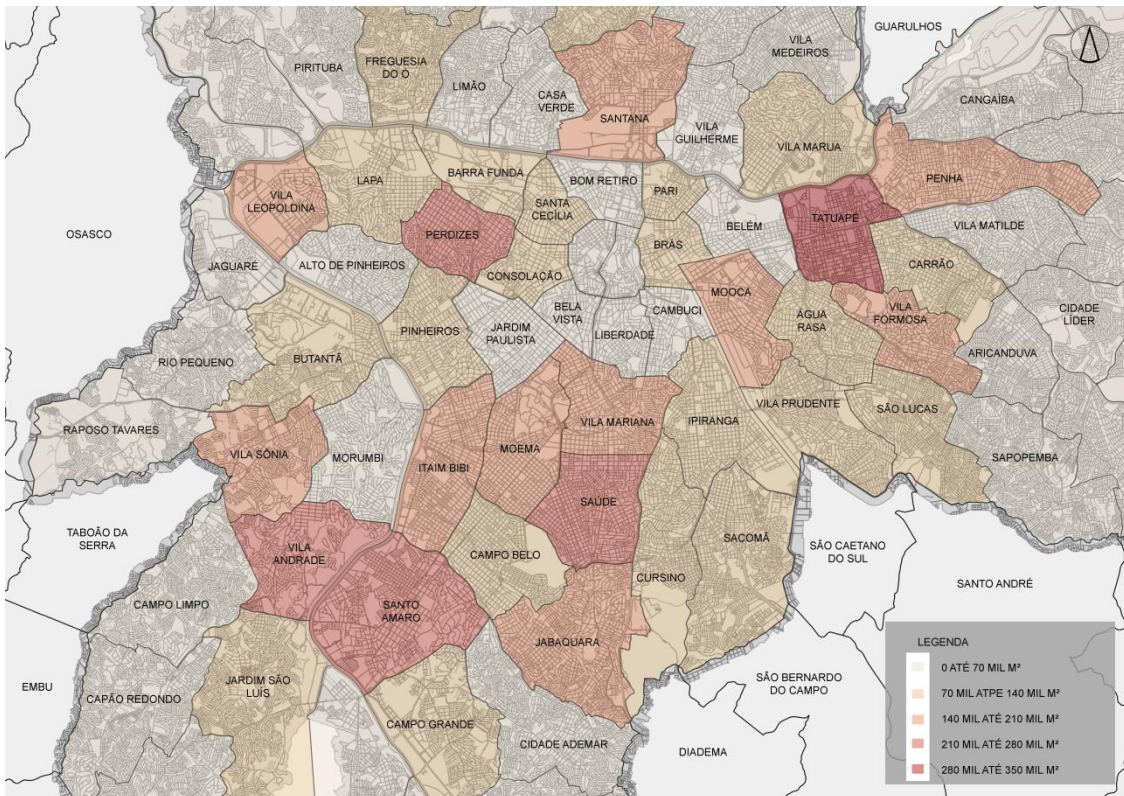 GUARULHOS
VILA
MEDEIROS
PIRITUBA
FREGUESIA
DO Ó
LIMÃO
CASA
VERDE
SANTANA
VILA
GUILHERME
CANGAÍBA
VILA MARUA
PENHA
VILA
LEOPOLDINA
LAPA
BARRA FUNDA
BOM RETIRO
PARI
SANTA
CECÍLIA
PERDIZES
TATUAPÉ
BELÉM
VILA MATILDE
OSASCO
JAGUARÉ
ALTO DE PINHEIROS
CONSOLAÇÃO
BRÁS
CARRÃO
MOOCA
PINHEIROS
JARDIM
PAULISTA
BELA
VISTA
LIBERDADE
CAMBUCI
ÁGUA
RASA
VILA
FORMOSA
CIDADE
LÍDER
RIO PEQUENO
BUTANTÃ
ARICANDUVA
RAPOSO TAVARES
VILA SÔNIA
MORUMBI
ITAIM BIBI
MOEMA
VILA MARIANA
IPIRANGA
VILA PRUDENTE
SÃO LUCAS
SAPOPEMBA
SAÚDE
TABOÃO DA
SERRA
VILA
ANDRADE
CAMPO BELO
SACOMÃ
SÃO CAETANO
DO SUL
SANTO ANDRÉ
CAMPO LIMPO
SANTO
AMARO
CURSINO
JABAQUARA
EMBU
CAPÃO REDONDO
JARDIM SÃO
LUÍS
CAMPO GRANDE
CIDADE ADEMAR
SÃO BERNARDO
DO CAMPO
DIADEMA
LEGENDA
0 ATÉ 70 MIL M²
70 MIL ATPE 140 MIL M²
140 MIL ATÉ 210 MIL M²
210 MIL ATÉ 280 MIL M²
280 MIL ATÉ 350 MIL M²